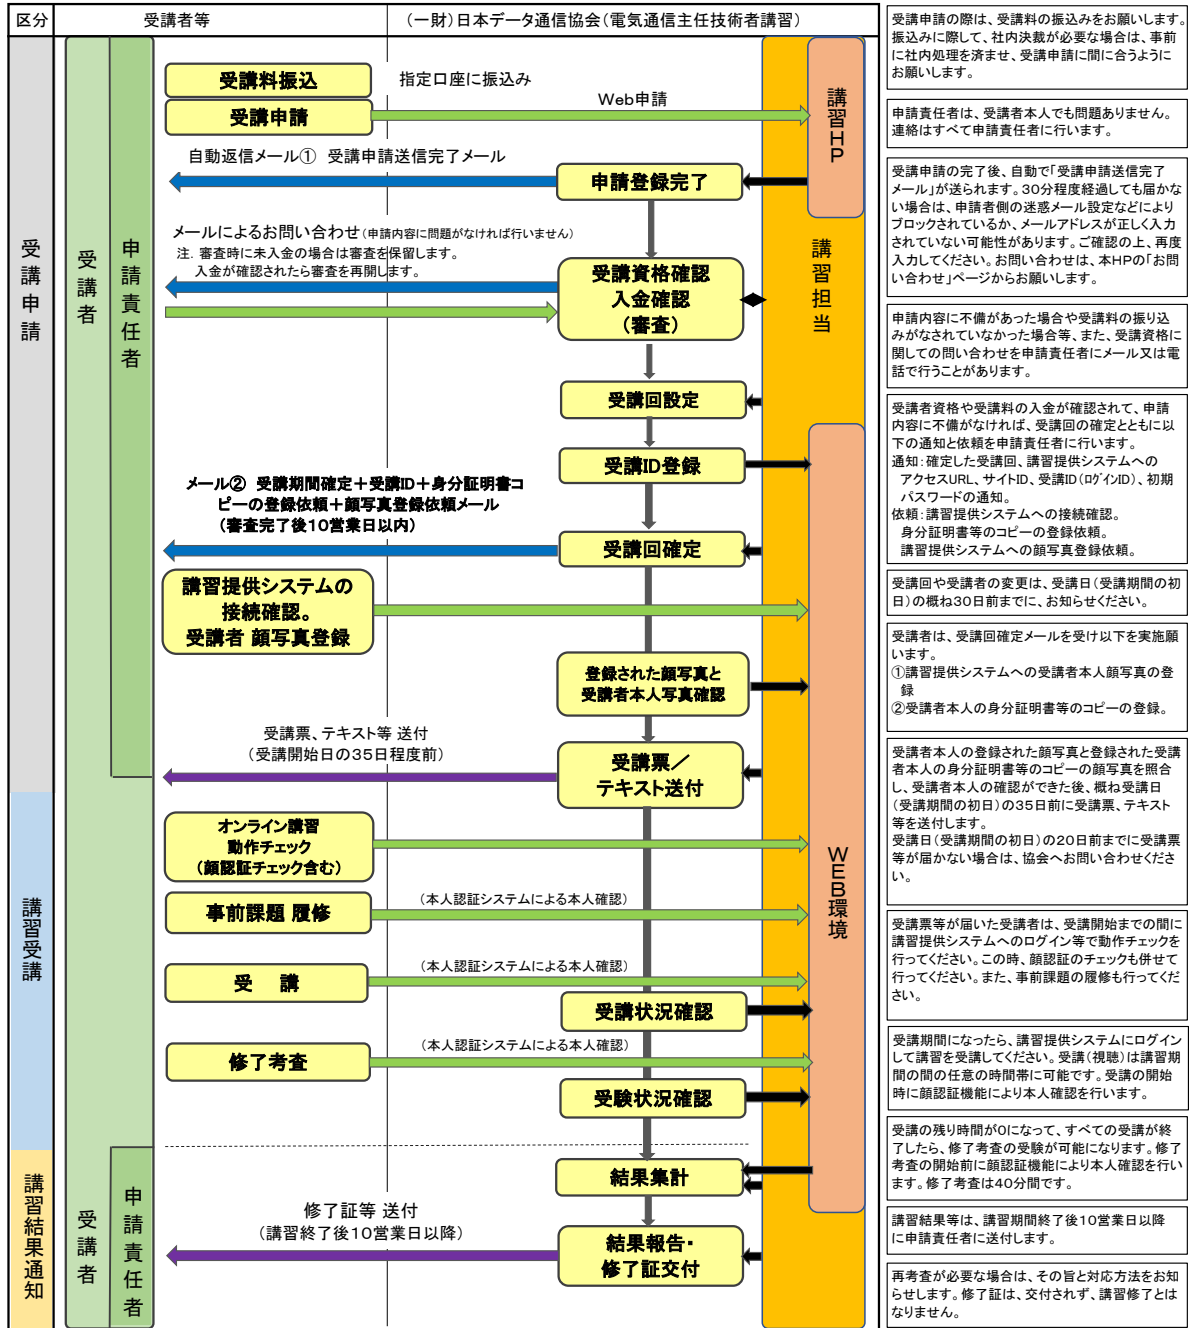 区分
受講者等
(一財)日本データ通信協会(電気通信主任技術者講習)
受講申請
講習受講
講習結果通知
受講者
申請責任者
受講者
申請責任者
講習HP
講習担当
WEB環境
受講料振込
指定口座に振込み
受講申請
Web申請
自動返信メール① 受講申請送信完了メール
申請登録完了
メールによるお問い合わせ(申請内容に問題がなければ行いません)
注. 審査時に未入金の場合は審査を保留します。
入金が確認されたら審査を再開します。
受講資格確認
入金確認
(審査)
受講回設定
受講ID登録
メール② 受講期間確定+受講ID+身分証明書コ
ピーの登録依頼+顔写真登録依頼メール
(審査完了後10営業日以内)
受講回確定
講習提供システムの
接続確認。
受講者 顔写真登録
登録された顔写真と
受講者本人写真確認
受講票、テキスト等 送付
(受講開始日の35日程度前)
受講票/
テキスト送付
オンライン講習
動作チェック
(顔認証チェック含む)
事前課題 履修
(本人認証システムによる本人確認)
受 講
(本人認証システムによる本人確認)
受講状況確認
修了考査
(本人認証システムによる本人確認)
受験状況確認
結果集計
修了証等 送付
(講習終了後10営業日以降)
結果報告・
修了証交付
受講申請の際は、受講料の振込みをお願いします。
振込みに際して、社内決裁が必要な場合は、事前
に社内処理を済ませ、受講申請に間に合うように
お願いします。
申請責任者は、受講者本人でも問題ありません。
連絡はすべて申請責任者に行います。
受講申請の完了後、自動で「受講申請送信完了
メール」が送られます。30分程度経過しても届かな
い場合は、申請者側の迷惑メール設定などにより
ブロックされているか、メールアドレスが正しく入力
されていない可能性があります。ご確認の上、再度
入力してください。お問い合わせは、本HPの「お問
い合わせ」ページからお願いします。
申請内容に不備があった場合や受講料の振り込
みがなされていなかった場合等、また、受講資格に
関しての問い合わせを申請責任者にメール又は電
話で行うことがあります。
受講者資格や受講料の入金が確認されて、申請
内容に不備がなければ、受講回の確定とともに以
下の通知と依頼を申請責任者に行います。
通知:確定した受講回、講習提供システムへの
アクセスURL、サイトID、受講ID(ログインID)、初期
パスワードの通知。
依頼:講習提供システムへの接続確認。
身分証明書等のコピーの登録依頼。
講習提供システムへの顔写真登録依頼。
受講回や受講者の変更は、受講日(受講期間の初
日)の概ね30日前までに、お知らせください。
受講者は、受講回確定メールを受け以下を実施願
います。
①講習提供システムへの受講者本人顔写真の登
録
②受講者本人の身分証明書等のコピーの登録。
受講者本人の登録された顔写真と登録された受講
者本人の身分証明書等のコピーの顔写真を照合
し、受講者本人の確認ができた後、概ね受講日
(受講期間の初日)の35日前に受講票、テキスト
等を送付します。
受講日(受講期間の初日)の20日前までに受講票
等が届かない場合は、協会へお問い合わせくださ
い。
受講票等が届いた受講者は、受講開始までの間に
講習提供システムへのログイン等で動作チェックを
行ってください。この時、顔認証のチェックも併せて
行ってください。また、事前課題の履修も行ってくだ
さい。
受講期間になったら、講習提供システムにログイン
して講習を受講してください。受講(視聴)は講習期
間の間の任意の時間帯に可能です。受講の開始
時に顔認証機能により本人確認を行います。
受講の残り時間が0になって、すべての受講が終
了したら、修了考査の受験が可能になります。修了
考査の開始前に顔認証機能により本人確認を行い
ます。修了考査は40分間です。
講習結果等は、講習期間終了後10営業日以降
に申請責任者に送付します。
再考査が必要な場合は、その旨と対応方法をお知
らせします。修了証は、交付されず、講習修了とは
なりません。